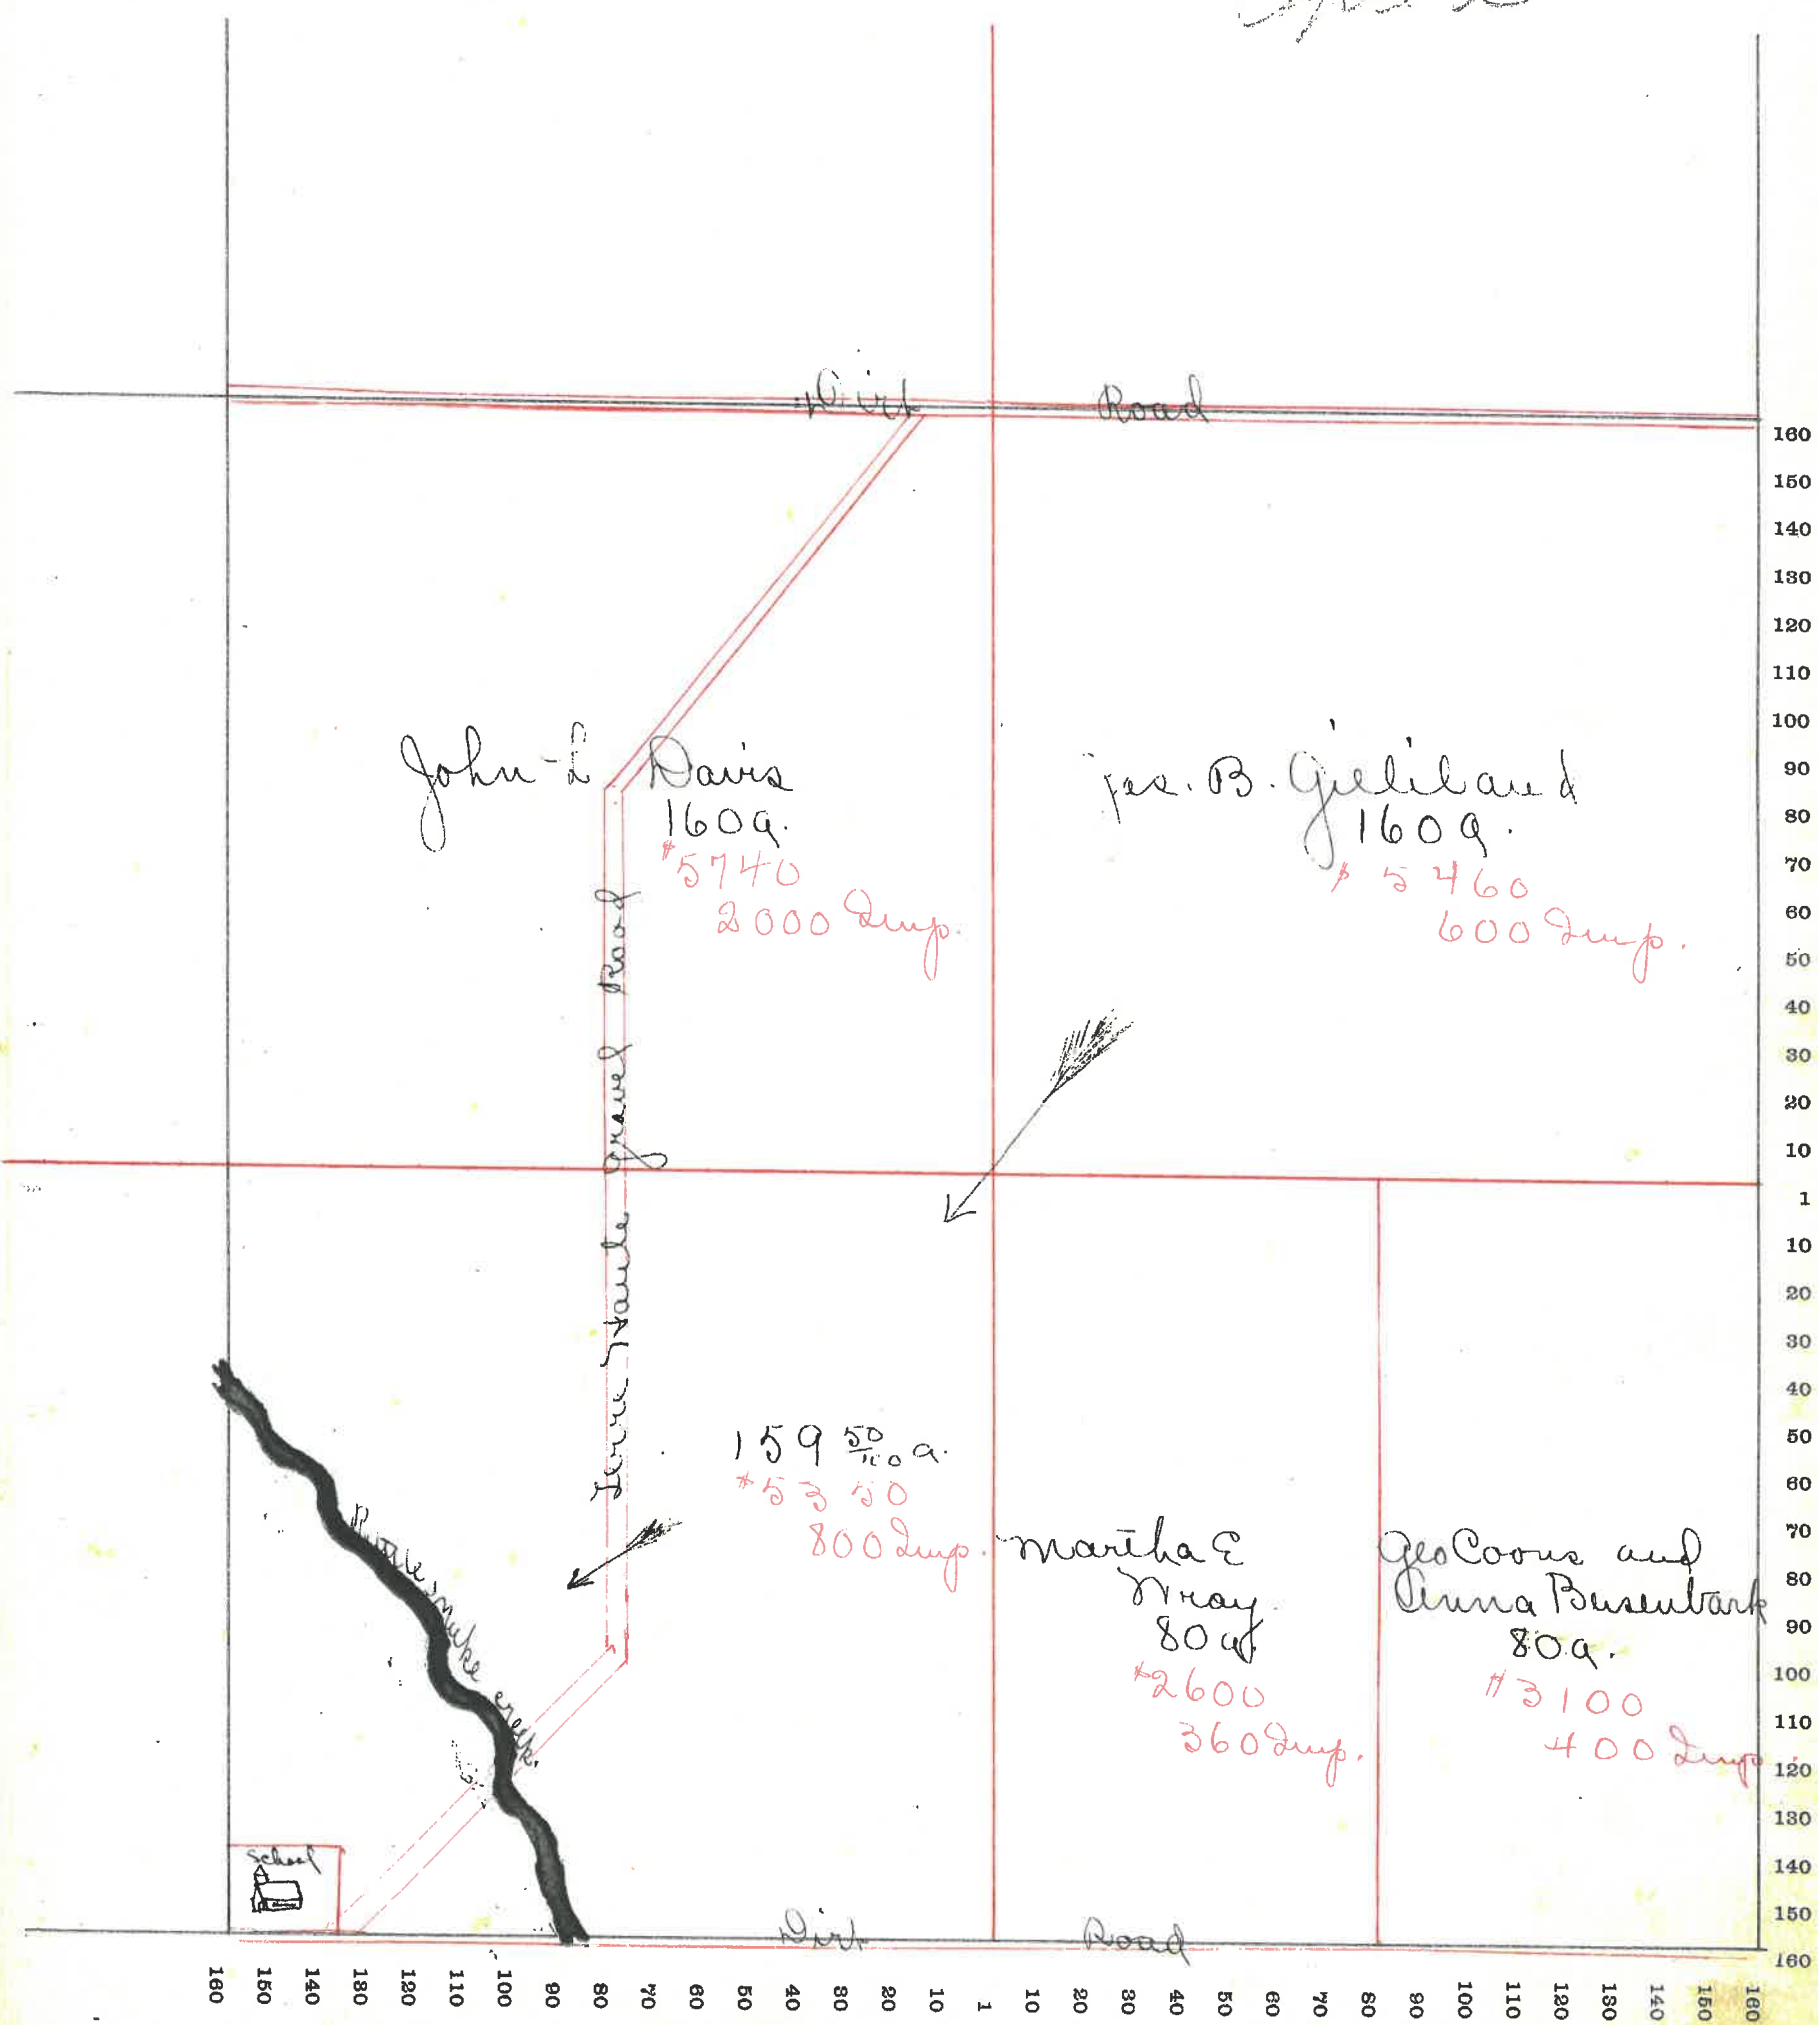 Dirt Road
John L Davis
160 a.
$5740
2000 Imp.
Jas. B. Gilliland
160 a.
$5460
600 Imp.
Terre Haute Gravel Road
159 50/100 a.
$5350
800 Imp.
Martha E
Wray
80 a.
$2600
360 Imp.
Geo Coons and
Anna Busenbark
80 a.
$3100
400 Imp.
Rattlesnake creek.
School
Dirt Road
160
150
140
130
120
110
100
90
80
70
60
50
40
30
20
10
1
10
20
30
40
50
60
70
80
90
100
110
120
130
140
150
160
160 150 140 130 120 110 100 90 80 70 60 50 40 30 20 10 1 10 20 30 40 50 60 70 80 90 100 110 120 130 140 150 160